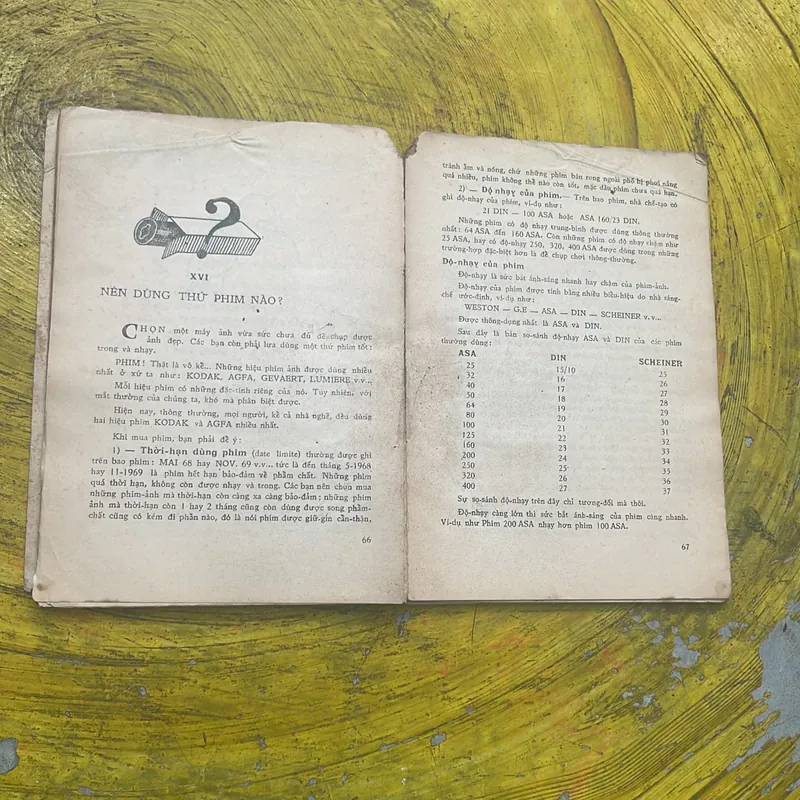 XVI
NÊN DÙNG THỨ PHIM NÀO?
CHỌN một máy ảnh vừa sức chưa đủ để chụp được
ảnh đẹp. Các bạn còn phải lựa dùng một thứ phim tốt:
trong và nhạy.
PHIM! Thật là vô kể... Những hiệu phim ảnh được dùng nhiều
nhất ở xứ ta như: KODAK, AGFA, GEVAERT, LUMIERE v.v...
Mỗi hiệu phim có những đặc-tính riêng của nó. Tuy nhiên, với
mắt thường của chúng ta, khó mà phân biệt được.
Hiện nay, thông thường, mọi người, kể cả nhà nghề, đều dùng
hai hiệu phim KODAK và AGFA nhiều nhất.
Khi mua phim, bạn phải để ý:
1) — Thời-hạn dùng phim (date limite) thường được ghi
trên bao phim: MAI 68 hay NOV. 69 v.v... tức là đến tháng 5-1968
hay 11-1969 là phim hết hạn bảo-đảm về phẩm chất. Những phim
quá thời hạn, không còn được nhạy và trong. Các bạn nên chọn mua
những phim-ảnh mà thời-hạn còn càng xa càng bảo-đảm; những phim
ảnh mà thời-hạn còn 1 hay 2 tháng cũng còn dùng được song phẩm-
chất cũng có kém đi phần nào, đó là nói phim được giữ-gìn cẩn-thận,
66
tránh ẩm và nóng, chứ những phim bán rong ngoài phố bị phơi nắng
quá nhiều, phim không thể nào còn tốt, mặc dầu phim chưa quá hạn.
2) — Độ-nhạy của phim.— Trên bao phim, nhà chế-tạo có
ghi độ-nhạy của phim, ví-dụ như:
21 DIN — 100 ASA hoặc ASA 160/23 DIN.
Những phim có độ nhạy trung-bình được dùng thông thường
nhất: 64 ASA đến 160 ASA. Còn những phim có độ nhạy chậm như
25 ASA, hay có độ-nhạy 250, 320, 400 ASA được dùng trong những
trường-hợp đặc-biệt hơn là để chụp chơi thông-thường.
Độ-nhạy của phim
Độ-nhạy là sức bắt ánh-sáng nhanh hay chậm của phim-ảnh.
Độ-nhạy của phim được tính bằng nhiều biểu-hiệu do nhà sáng-
chế ước-định, ví-dụ như:
WESTON — G.E — ASA — DIN — SCHEINER v.v...
Được thông-dụng nhất là ASA và DIN.
Sau đây là bản so-sánh độ-nhạy ASA và DIN của các phim
thường dùng:
ASA DIN SCHEINER
25 15/10 25
32 16 26
40 17 27
50 18 28
64 19 29
80 20 30
100 21 31
125 22 32
160 23 33
200 24 34
250 25 35
320 26 36
400 27 37
Sự so-sánh độ-nhạy trên đây chỉ tương-đối mà thôi.
Độ-nhạy càng lớn thì sức bắt ánh-sáng của phim càng nhanh.
Ví-dụ như Phim 200 ASA nhạy hơn phim 100 ASA.
67